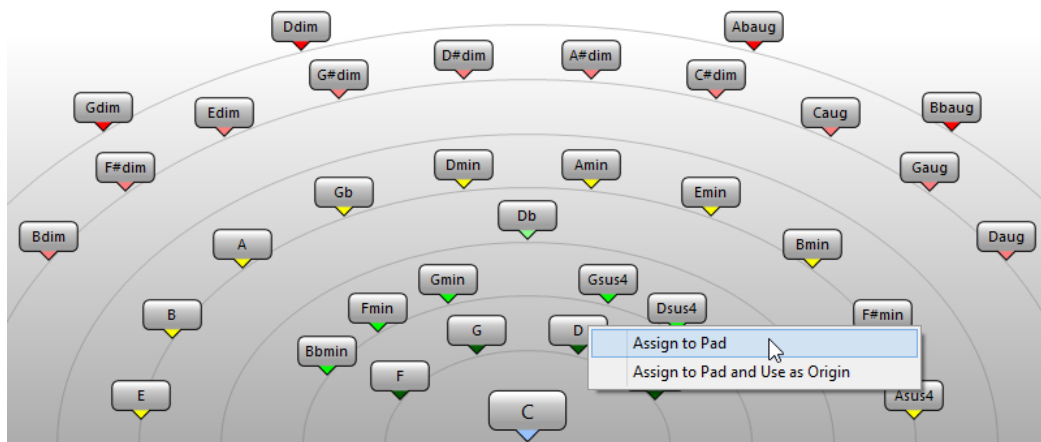 Ddim
Abaug
D#dim
A#dim
G#dim
C#dim
Gdim
Edim
Caug
Bbaug
F#dim
Dmin
Amin
Gaug
Gb
Emin
Db
Bdim
A
Bmin
Daug
Gmin
Gsus4
Fmin
Dsus4
B
F#min
G
D
Assign to Pad
Bbmin
Assign to Pad and Use as Origin
F
E
Asus4
C